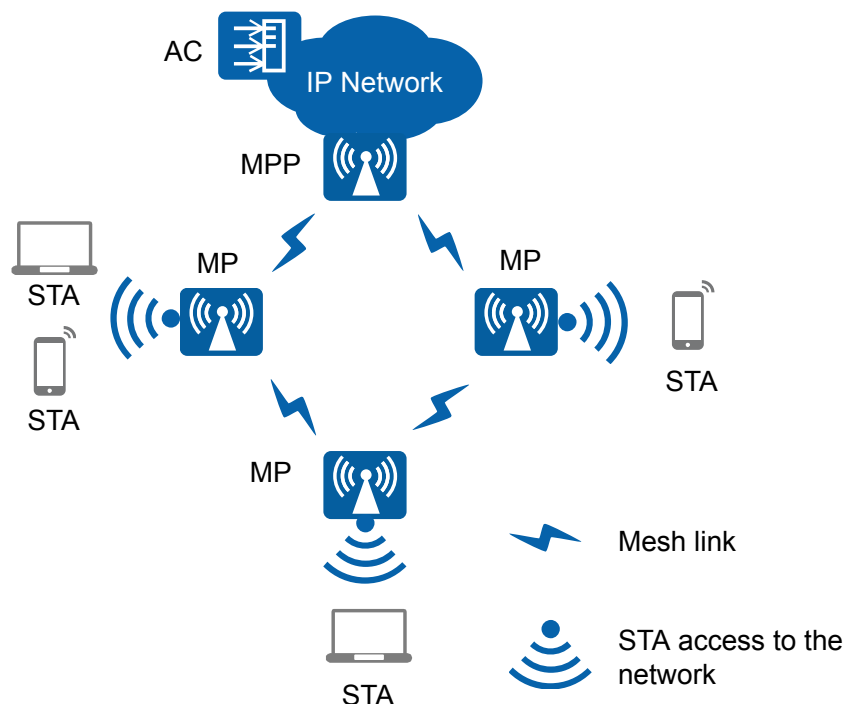 AC
IP Network
MPP
MP
MP
STA
STA
STA
MP
Mesh link
STA access to the
network
STA